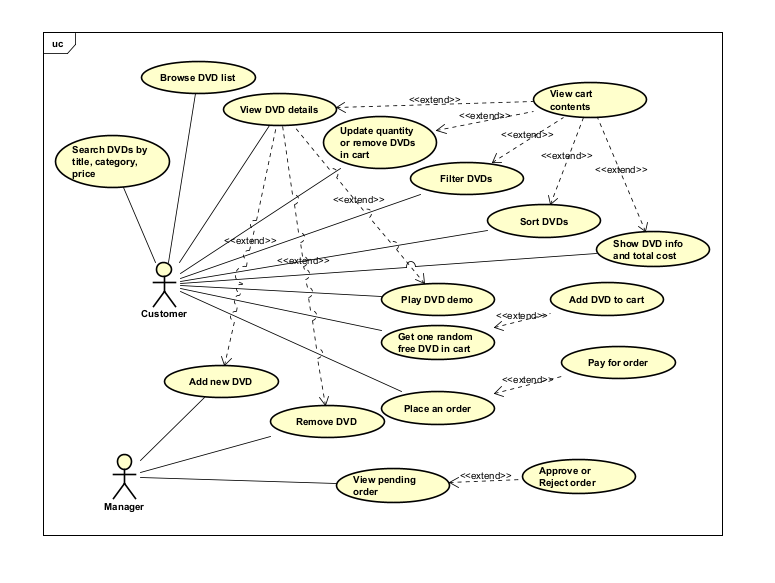 uc
Browse DVD list
View DVD details
<<extend>>
View cart
contents
<<extend>>
Update quantity
or remove DVDs
in cart
<<extend>>
Search DVDs by
title, category,
price
<<extend>>
<<extend>>
Filter DVDs
<<extend>>
Sort DVDs
<<extend>>
Show DVD info
and total cost
<<extend>>
Customer
Play DVD demo
Add DVD to cart
<<extend>>
Get one random
free DVD in cart
Pay for order
<<extend>>
Add new DVD
Place an order
Remove DVD
Manager
View pending
order
<<extend>>
Approve or
Reject order